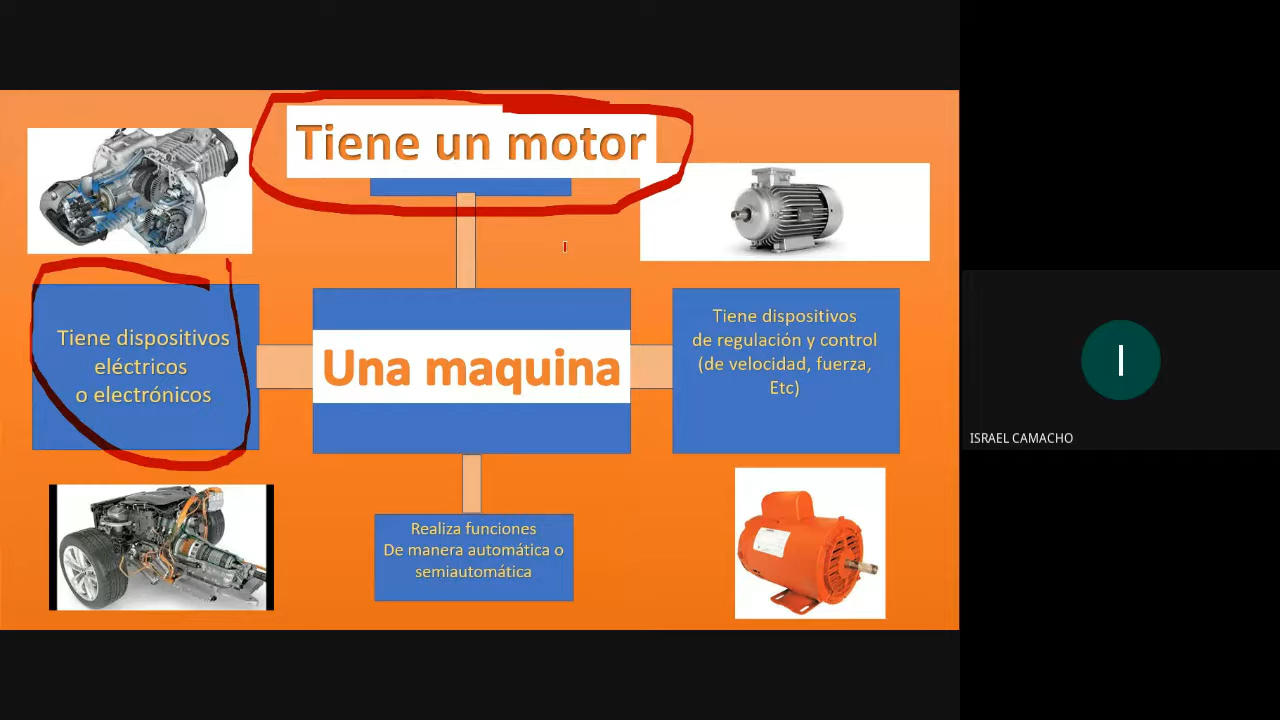 Tiene un motor
Tiene dispositivos
eléctricos
o electrónicos
Una maquina
Tiene dispositivos
de regulación y control
(de velocidad, fuerza,
Etc)
Realiza funciones
De manera automática o
semiautomática
I
ISRAEL CAMACHO